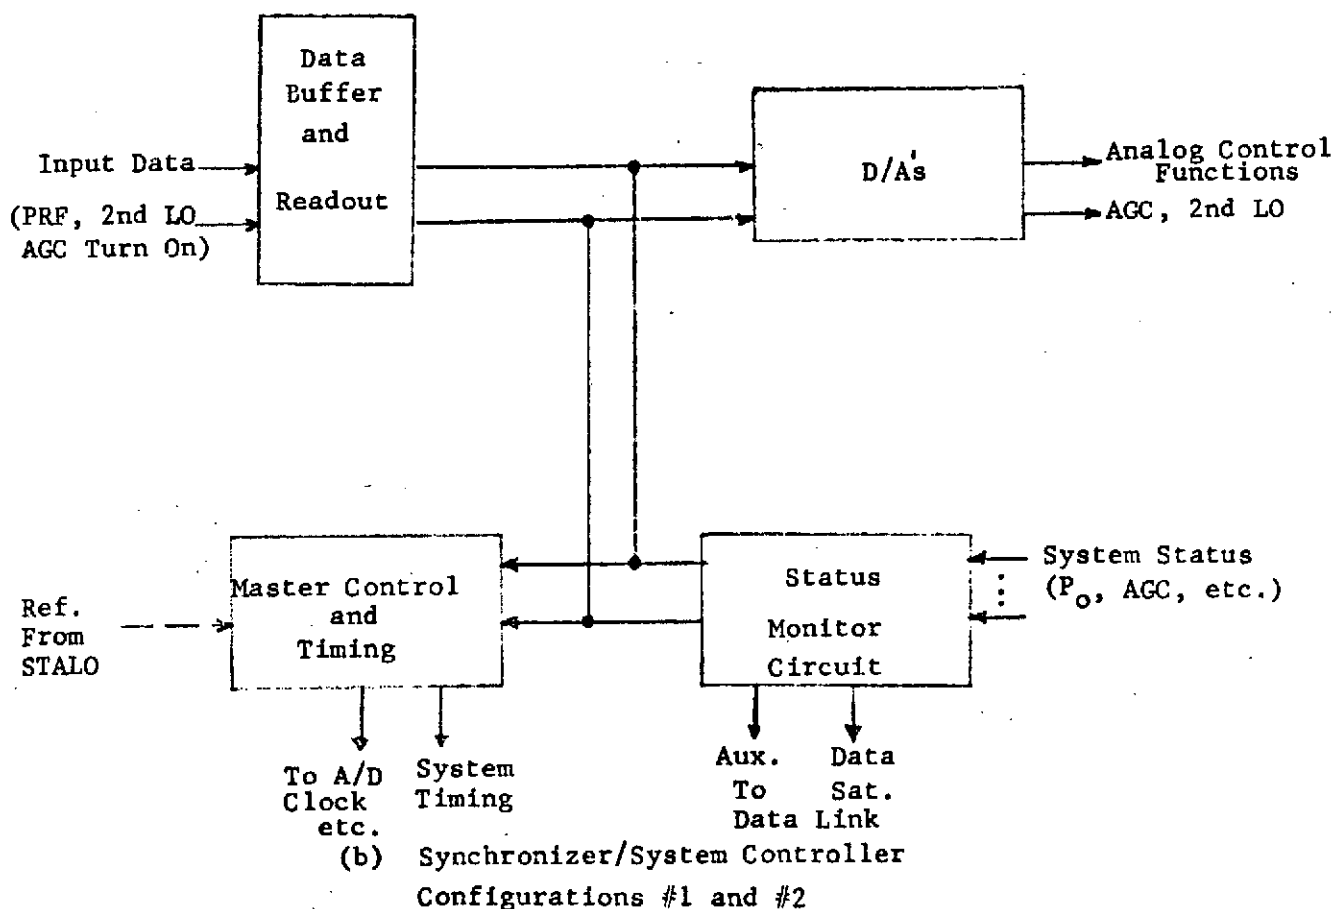 Data
Buffer
and
Readout
Input Data
(PRF, 2nd LO
AGC Turn On)
D/A's
Analog Control
Functions
AGC, 2nd LO
Master Control
and
Timing
Ref.
From
STALO
Status
Monitor
Circuit
System Status
(Po, AGC, etc.)
To A/D
Clock
etc.
System
Timing
Aux. Data
To Sat.
Data Link
(b) Synchronizer/System Controller
Configurations #1 and #2